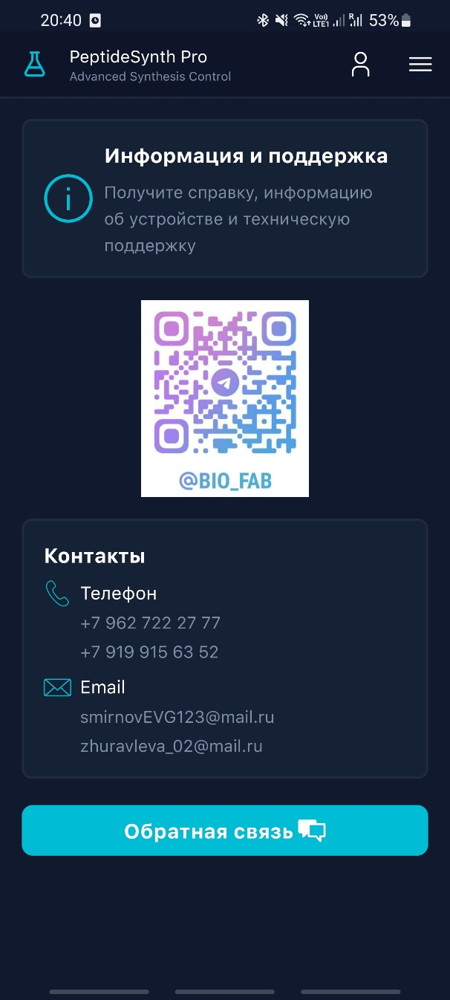 20:40
Vo)) LTE1 R 53%
PeptideSynth Pro
Advanced Synthesis Control
Информация и поддержка
Получите справку, информацию
об устройстве и техническую
поддержку
@BIO_FAB
Контакты
Телефон
+7 962 722 27 77
+7 919 915 63 52
Email
smirnovEVG123@mail.ru
zhuravleva_02@mail.ru
Обратная связь